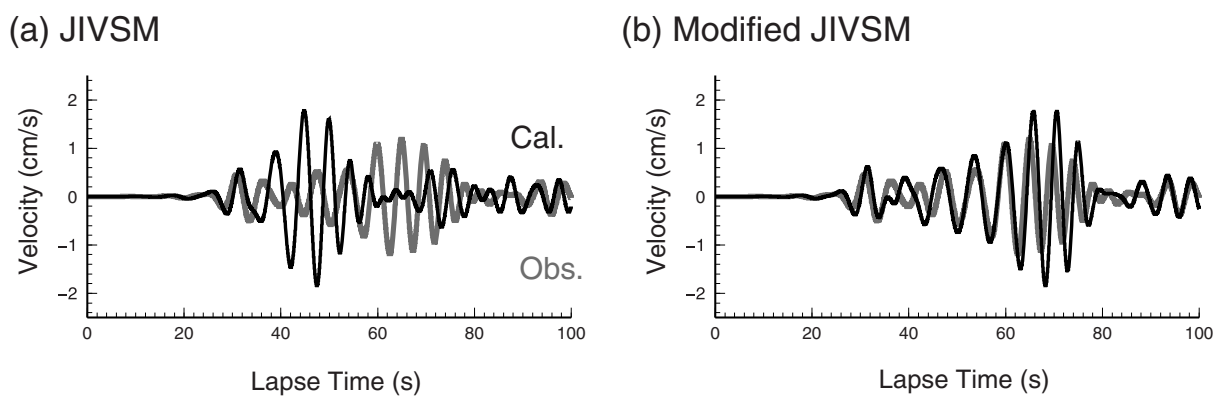 (a) JIVSM
Velocity (cm/s)
2
1
0
−1
−2
Cal.
Obs.
0 20 40 60 80 100
Lapse Time (s)
(b) Modified JIVSM
Velocity (cm/s)
2
1
0
−1
−2
0 20 40 60 80 100
Lapse Time (s)